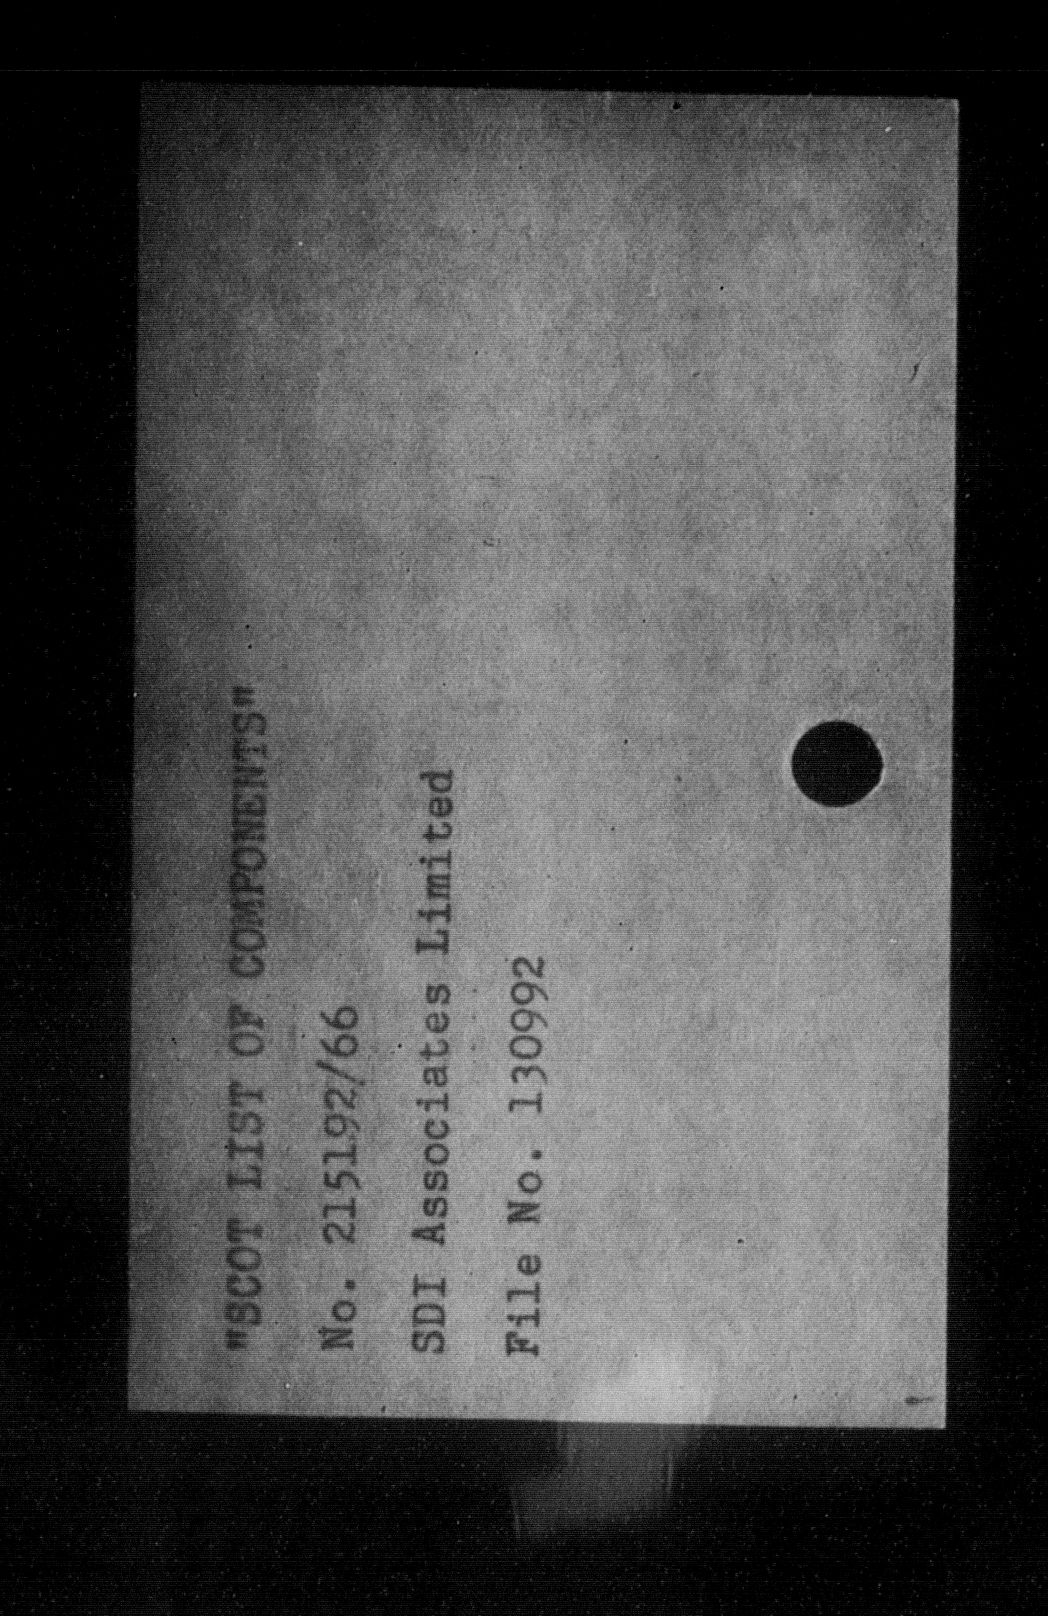 "SCOT LIST OF COMPONENTS"
No. 215192/66
SDI Associates Limited
File No. 130992